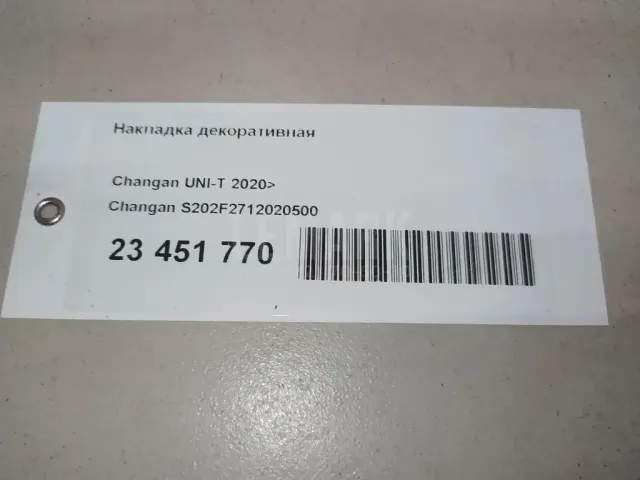 Накладка декоративная
Changan UNI-T 2020>
Changan S202F2712020500
23 451 770